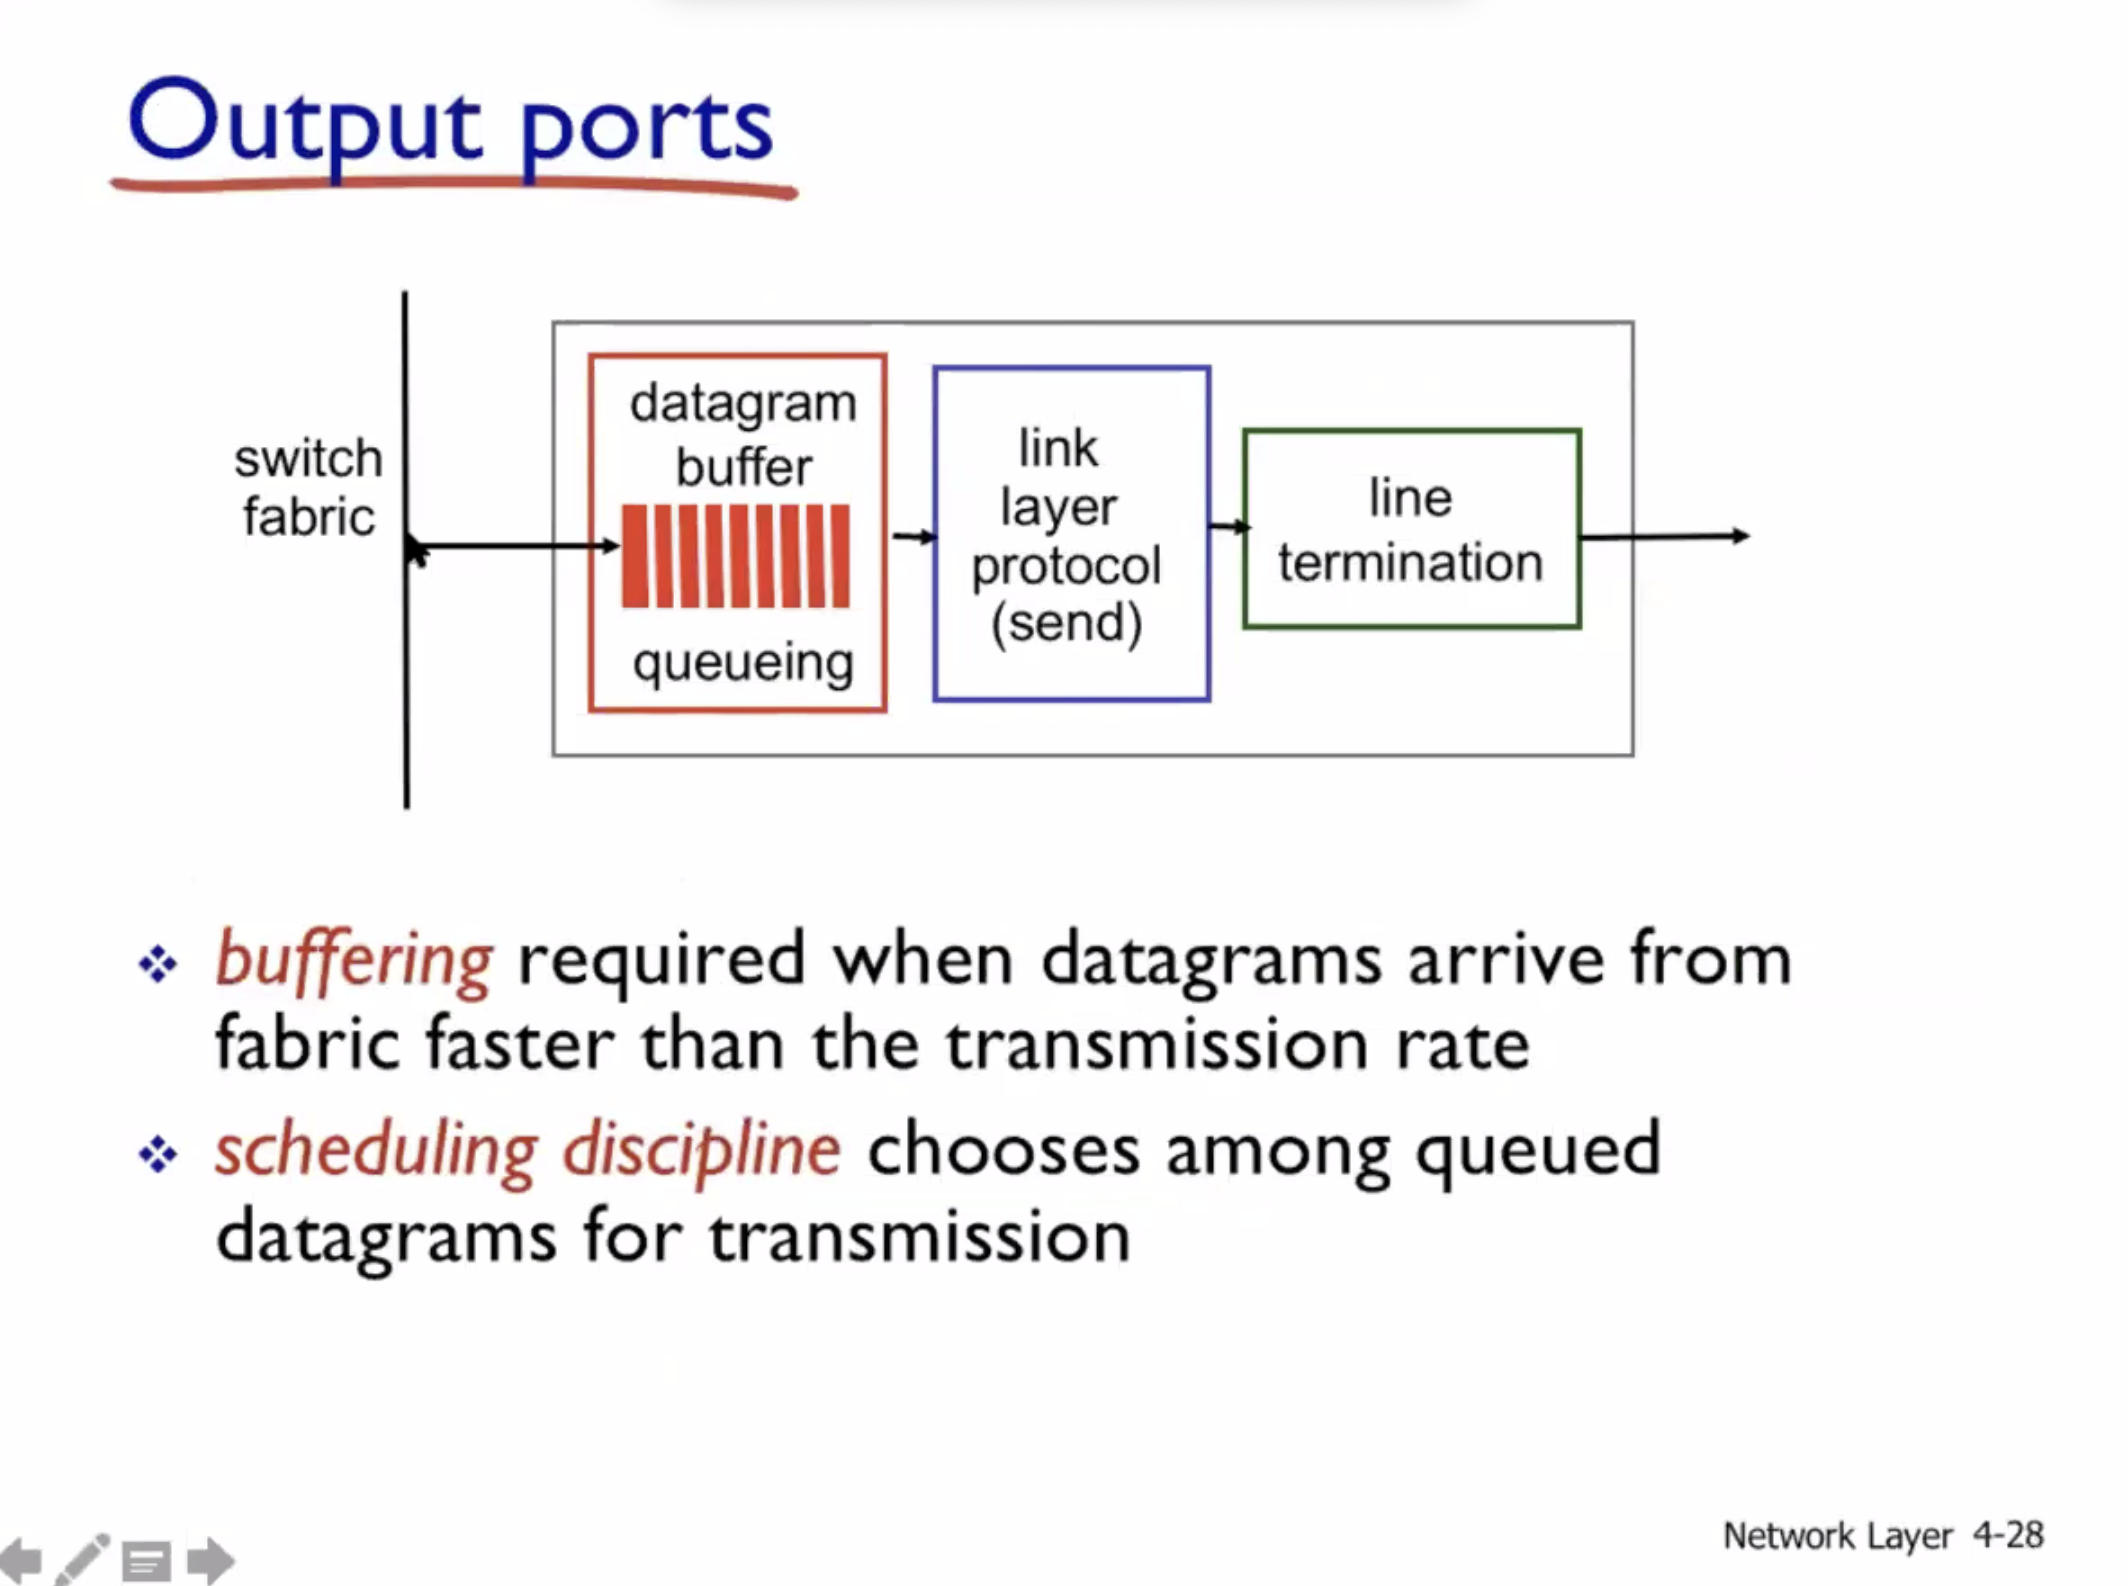 Output ports
switch
fabric
datagram
buffer
queueing
link
layer
protocol
(send)
line
termination
buffering required when datagrams arrive from
fabric faster than the transmission rate
scheduling discipline chooses among queued
datagrams for transmission
Network Layer 4-28